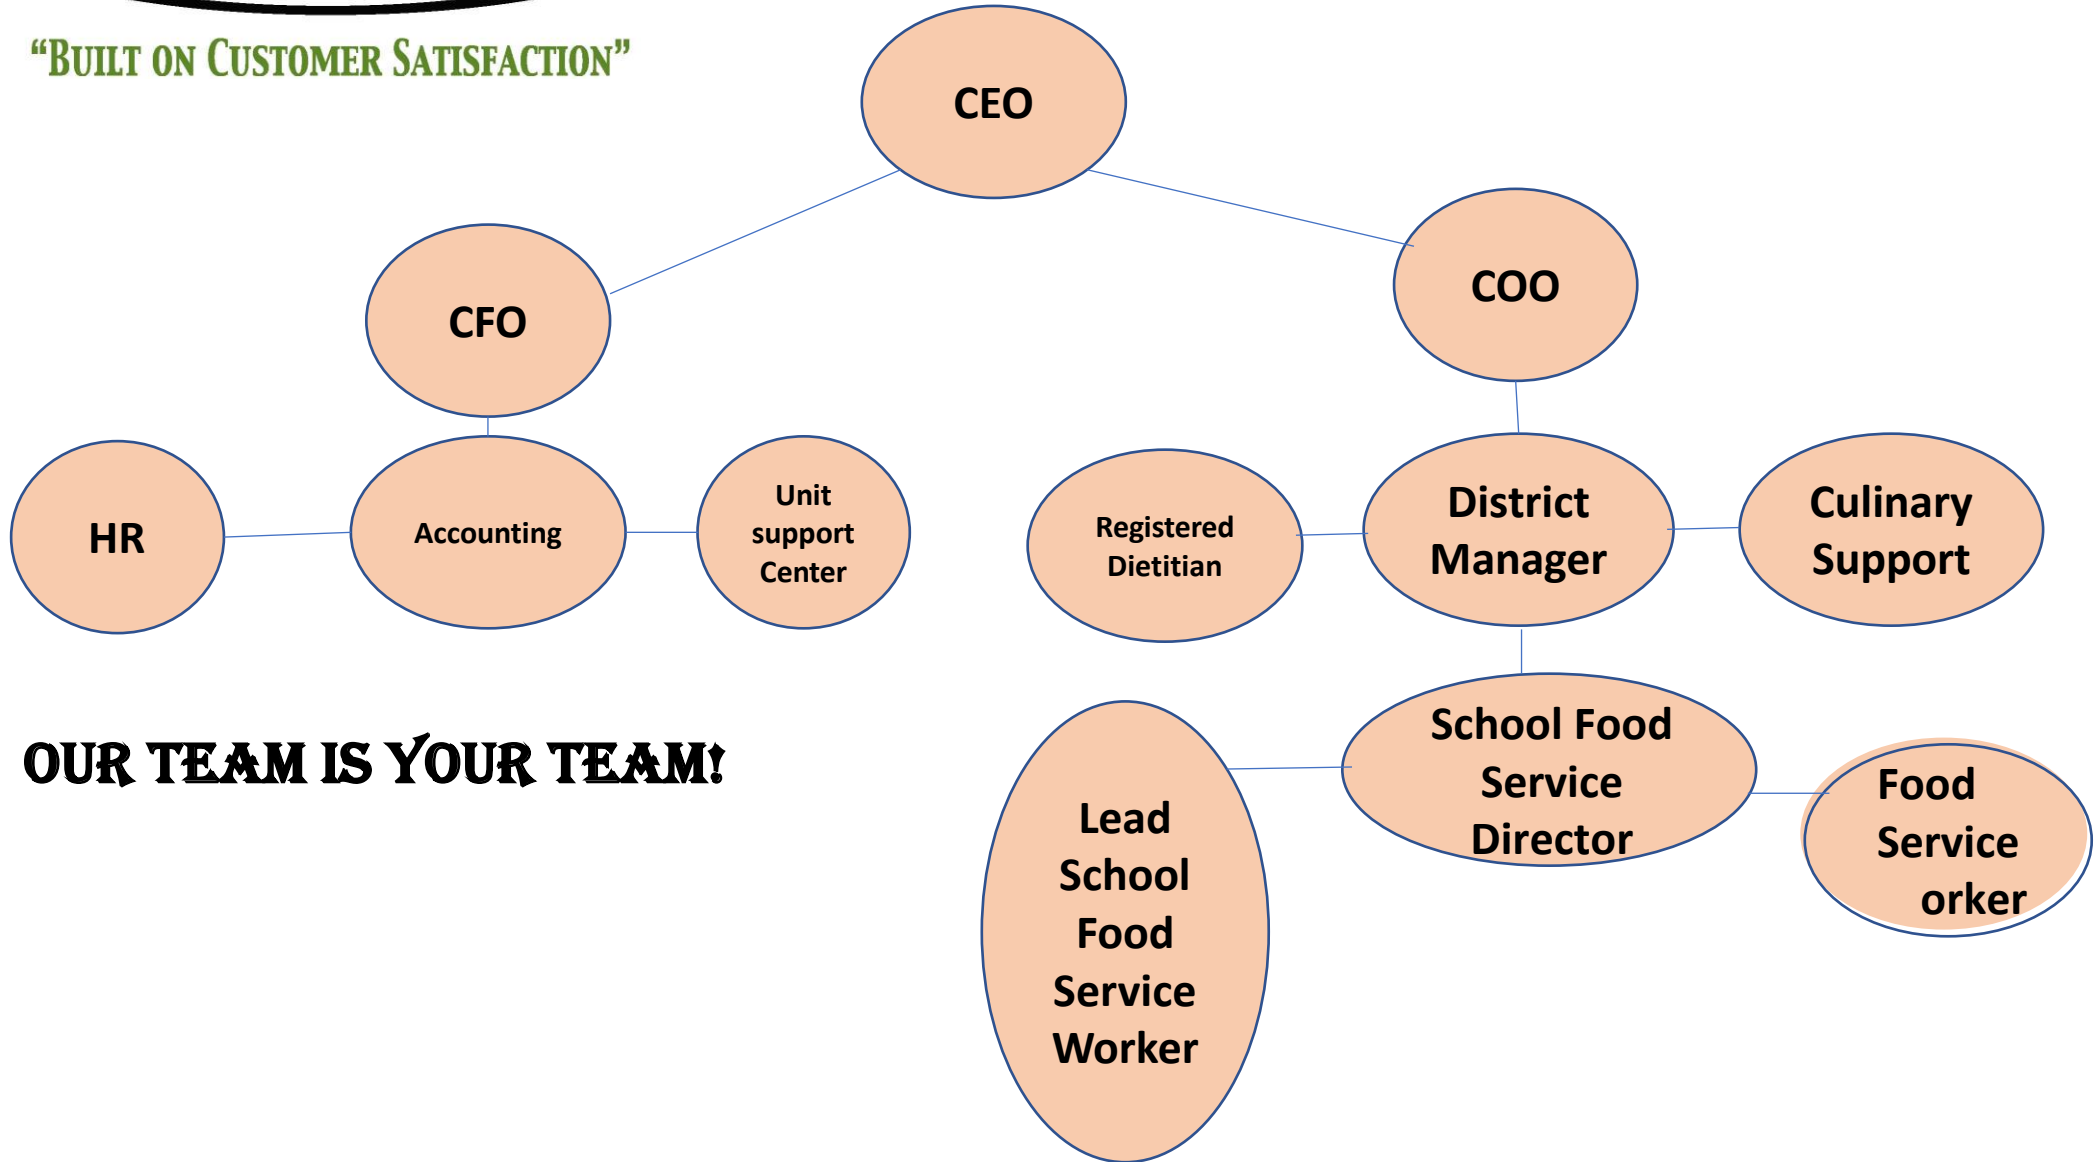 “BUILT ON CUSTOMER SATISFACTION”
CEO
CFO
COO
HR
Accounting
Unit
support
Center
Registered
Dietitian
District
Manager
Culinary
Support
OUR TEAM IS YOUR TEAM!
Lead
School
Food
Service
Worker
School Food
Service
Director
Food
Service
orker